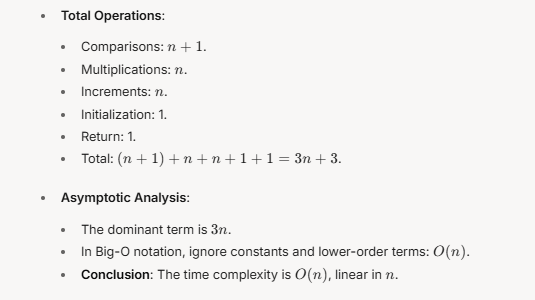 • Total Operations:
• Comparisons: n + 1.
• Multiplications: n.
• Increments: n.
• Initialization: 1.
• Return: 1.
• Total: (n + 1) + n + n + 1 + 1 = 3n + 3.
• Asymptotic Analysis:
• The dominant term is 3n.
• In Big-O notation, ignore constants and lower-order terms: O(n).
• Conclusion: The time complexity is O(n), linear in n.